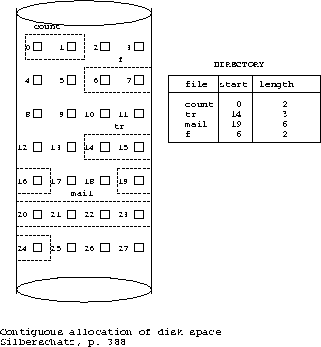 count
0 1 2 3
f
4 5 6 7
8 9 10 11
tr
12 13 14 15
16 17 18 19
mail
20 21 22 23
24 25 26 27
DIRECTORY
file start length
count 0 2
tr 14 3
mail 19 6
f 6 2
Contiguous allocation of disk space
Silberschatz, p. 388